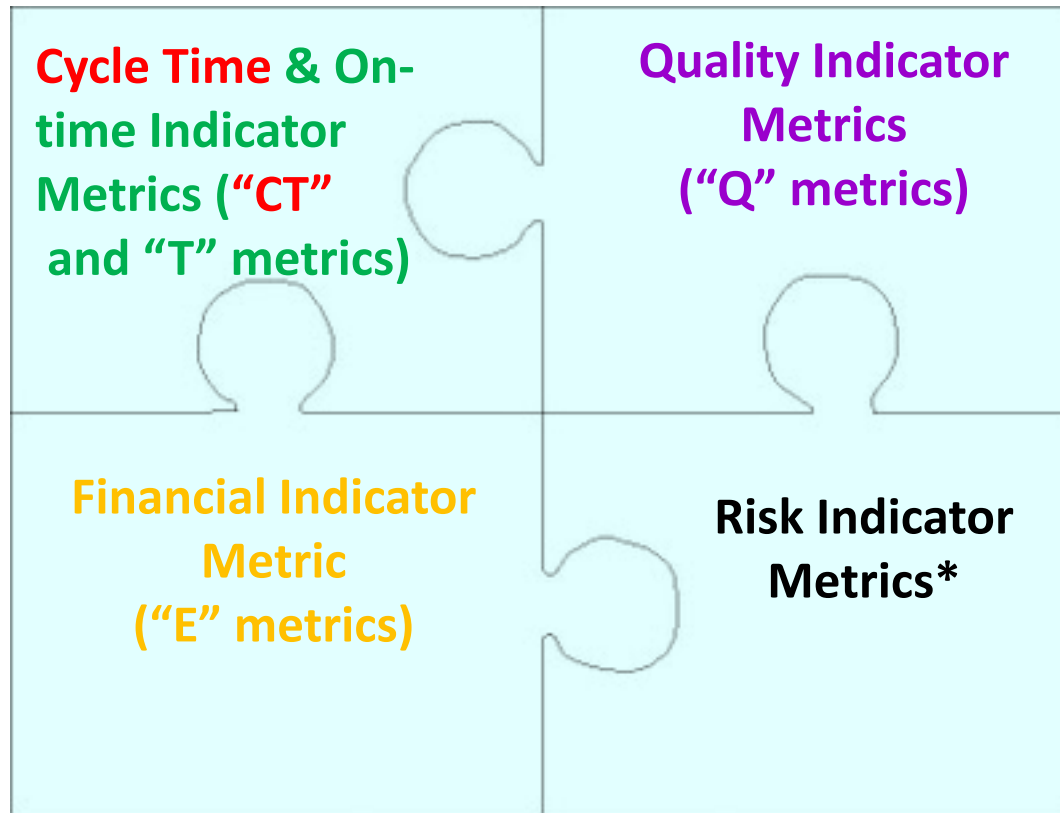 Cycle Time & On-
time Indicator
Metrics (“CT”
and “T” metrics)
Quality Indicator
Metrics
(“Q” metrics)
Financial Indicator
Metric
(“E” metrics)
Risk Indicator
Metrics*